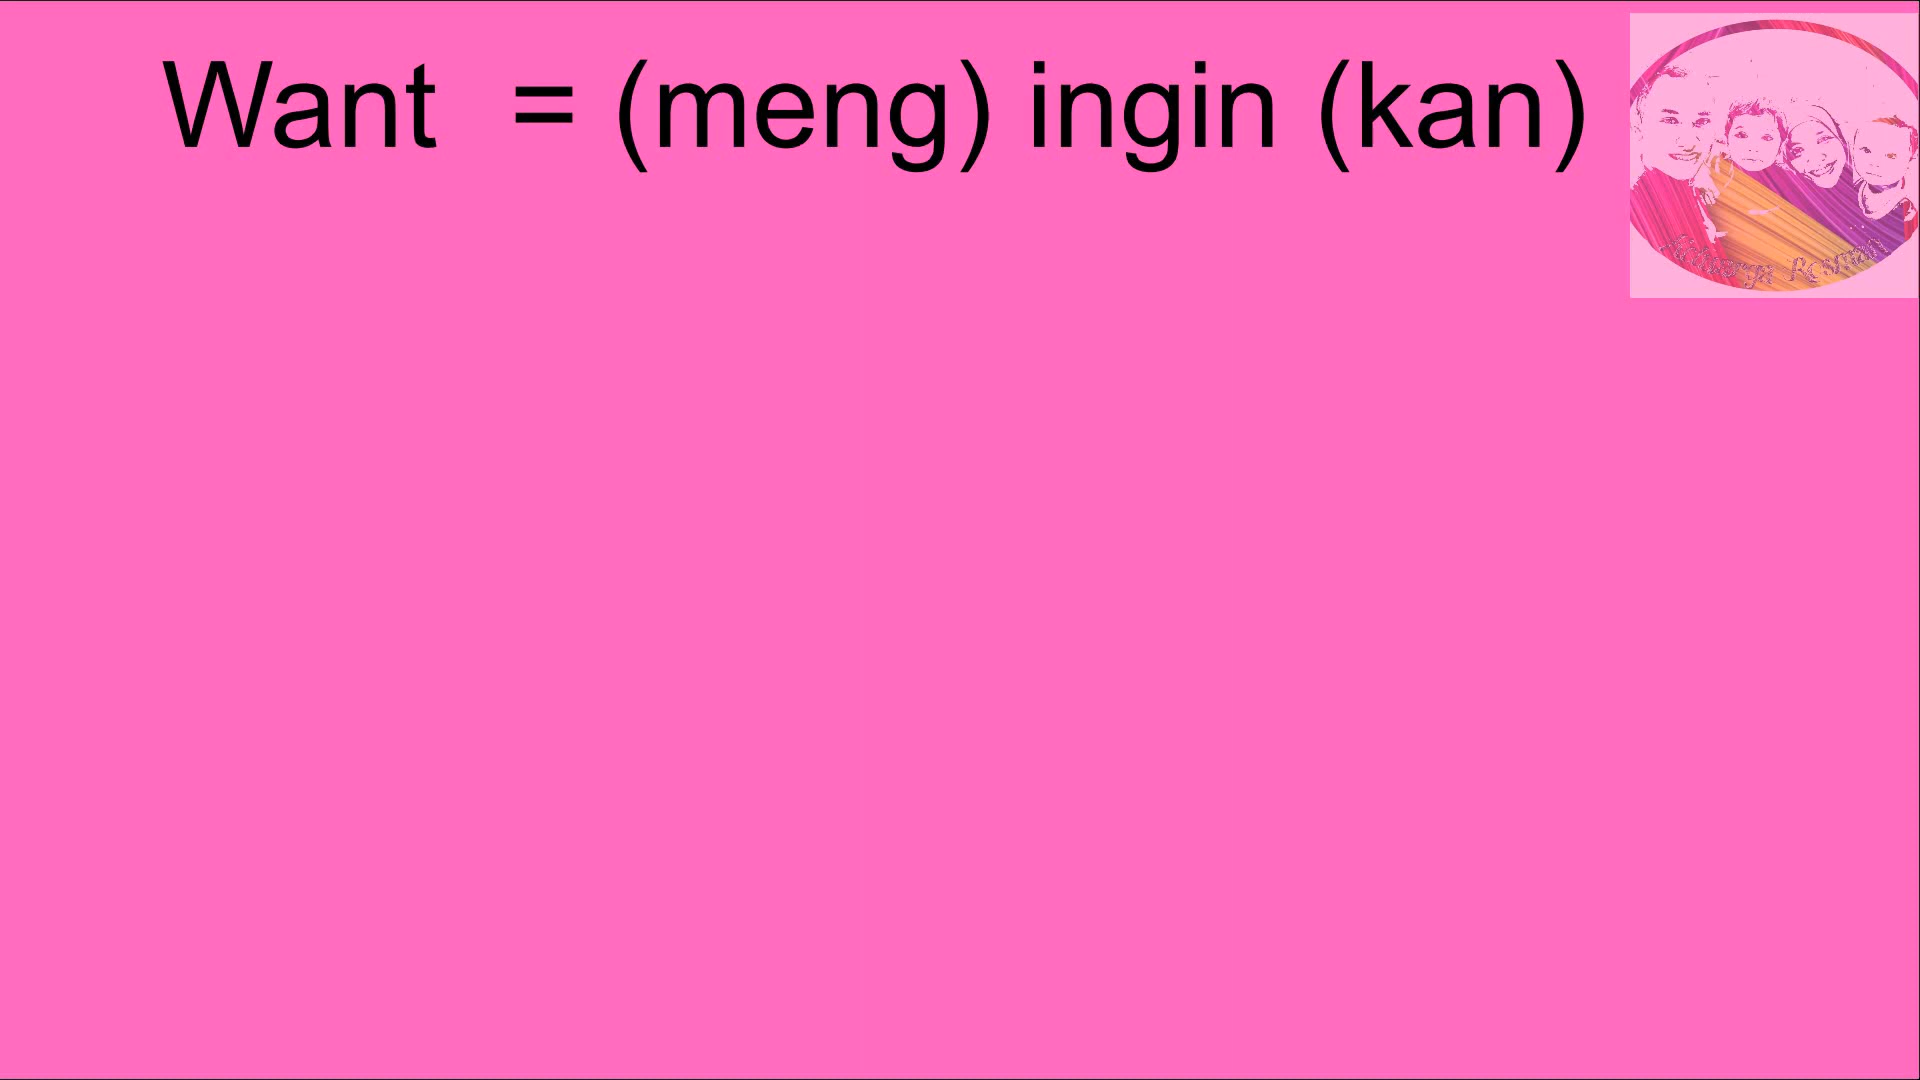 Want = (meng) ingin (kan)